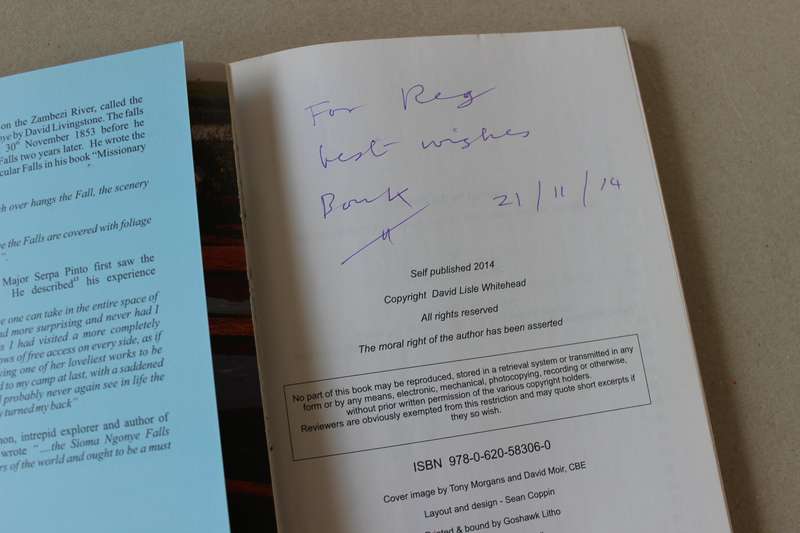 on the Zambezi River, called the
by David Livingstone. The falls
30th November 1853 before he
Falls two years later. He wrote the
Falls in his book “Missionary
over hangs the Fall, the scenery
the Falls are covered with foliage
”.
Major Serpa Pinto first saw the
He described his experience
one can take in the entire space of
more surprising and never had I
I had visited a more completely
of free access on every side, as if
one of her loveliest works to be
to my camp at last, with a saddened
probably never again see in life the
turned my back”
intrepid explorer and author of
wrote “....the Sioma Ngonye Falls
of the world and ought to be a must
For Reg
best wishes
21/11/14
Self published 2014
Copyright David Lisle Whitehead
All rights reserved
The moral right of the author has been asserted
No part of this book may be reproduced, stored in a retrieval system or transmitted in any
form or by any means, electronic, mechanical, photocopying, recording or otherwise,
without prior written permission of the various copyright holders.
Reviewers are obviously exempted from this restriction and may quote short excerpts if
they so wish.
ISBN 978-0-620-58306-0
Cover image by Tony Morgans and David Moir, CBE
Layout and design - Sean Coppin
Printed & bound by Goshawk Litho